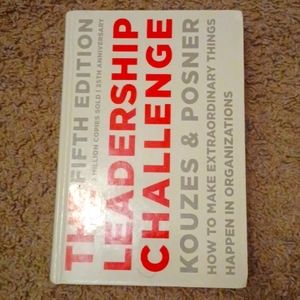 FIFTH EDITION
2 MILLION COPIES SOLD | 25TH ANNIVERSARY
THE
LEADERSHIP
CHALLENGE
KOUZES & POSNER
HOW TO MAKE EXTRAORDINARY THINGS
HAPPEN IN ORGANIZATIONS